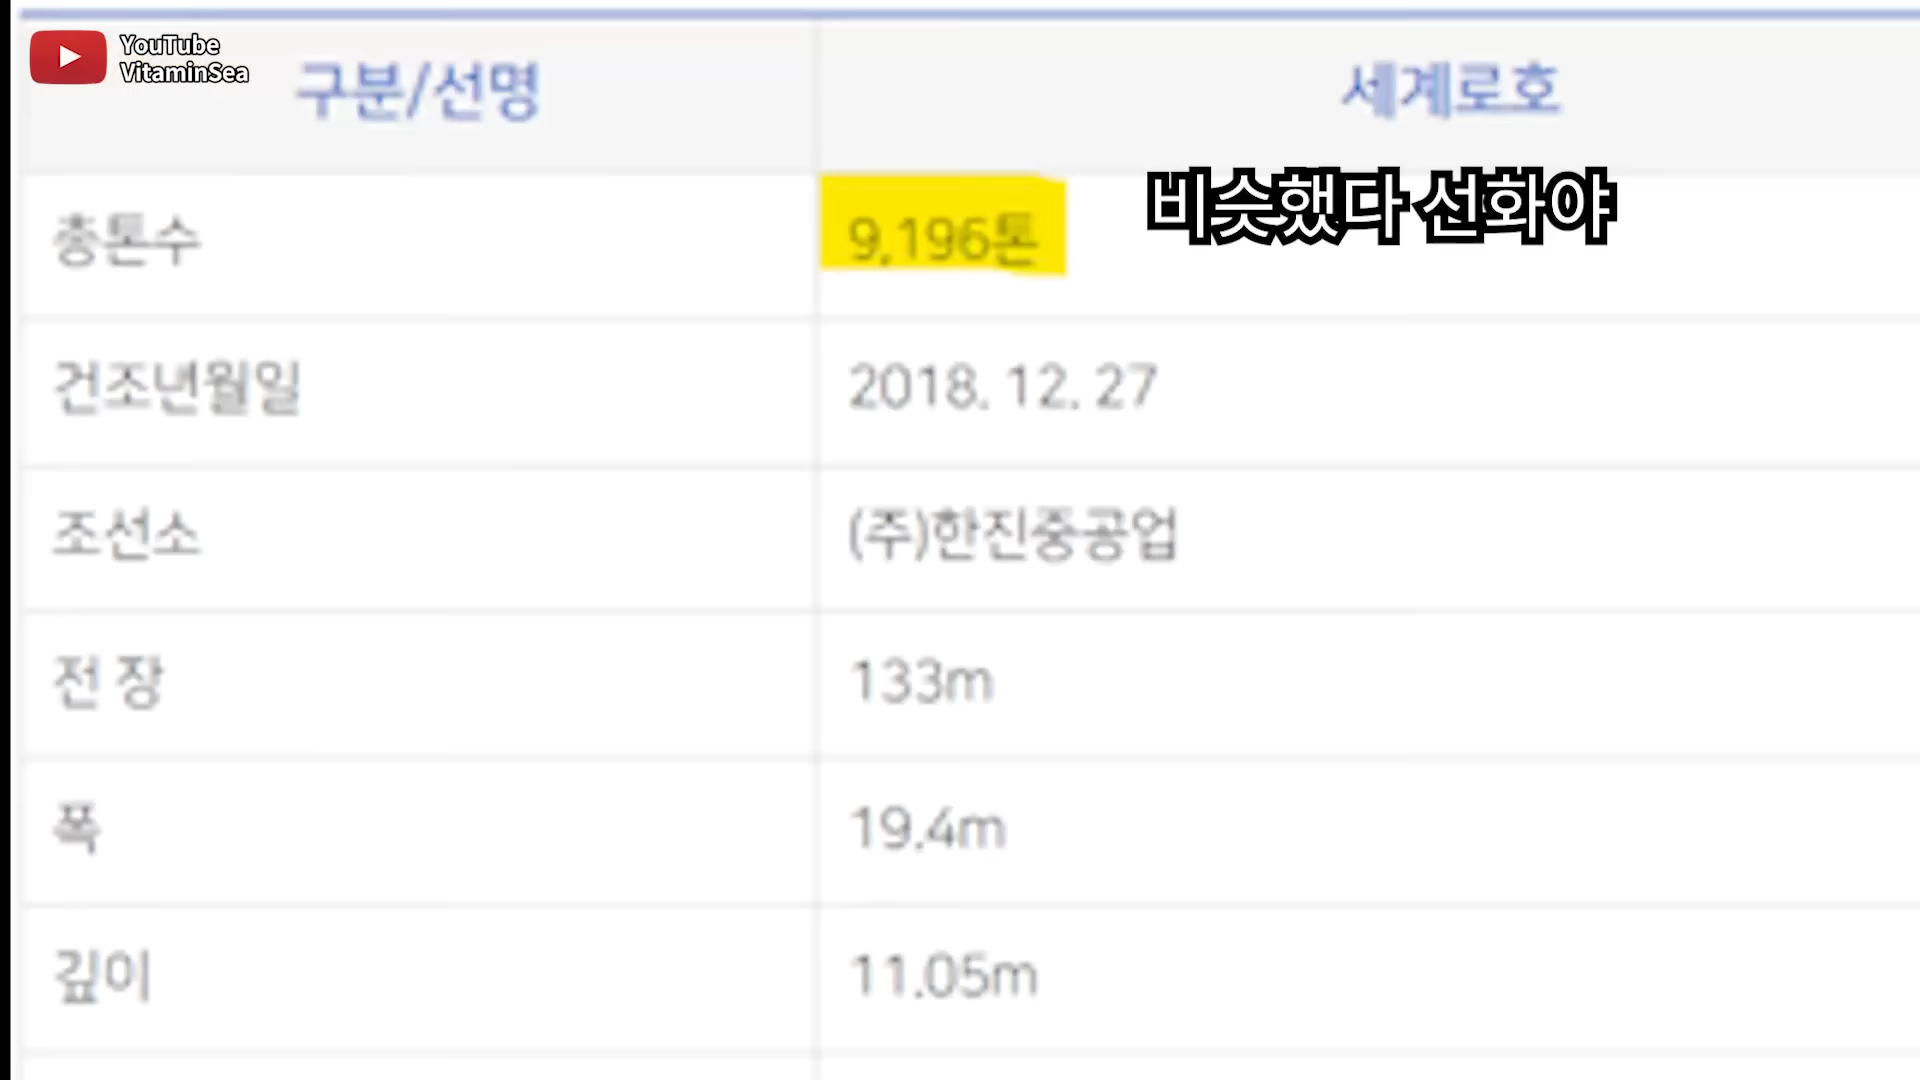 YouTube
VitaminSea
구분/선명 세계로호
비슷했다 선화야
총톤수 9,196톤
건조년월일 2018. 12. 27
조선소 (주)한진중공업
전 장 133m
폭 19.4m
깊이 11.05m